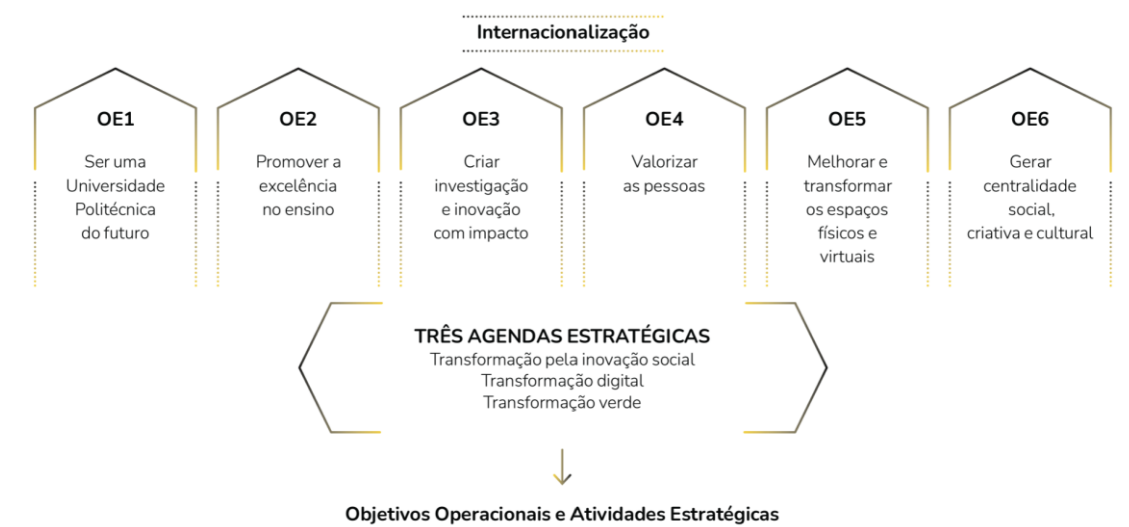 Internacionalização
OE1
Ser uma
Universidade
Politécnica
do futuro
OE2
Promover a
excelência
no ensino
OE3
Criar
investigação
e inovação
com impacto
OE4
Valorizar
as pessoas
OE5
Melhorar e
transformar
os espaços
físicos e
virtuais
OE6
Gerar
centralidade
social,
criativa e cultural
TRÊS AGENDAS ESTRATÉGICAS
Transformação pela inovação social
Transformação digital
Transformação verde
Objetivos Operacionais e Atividades Estratégicas